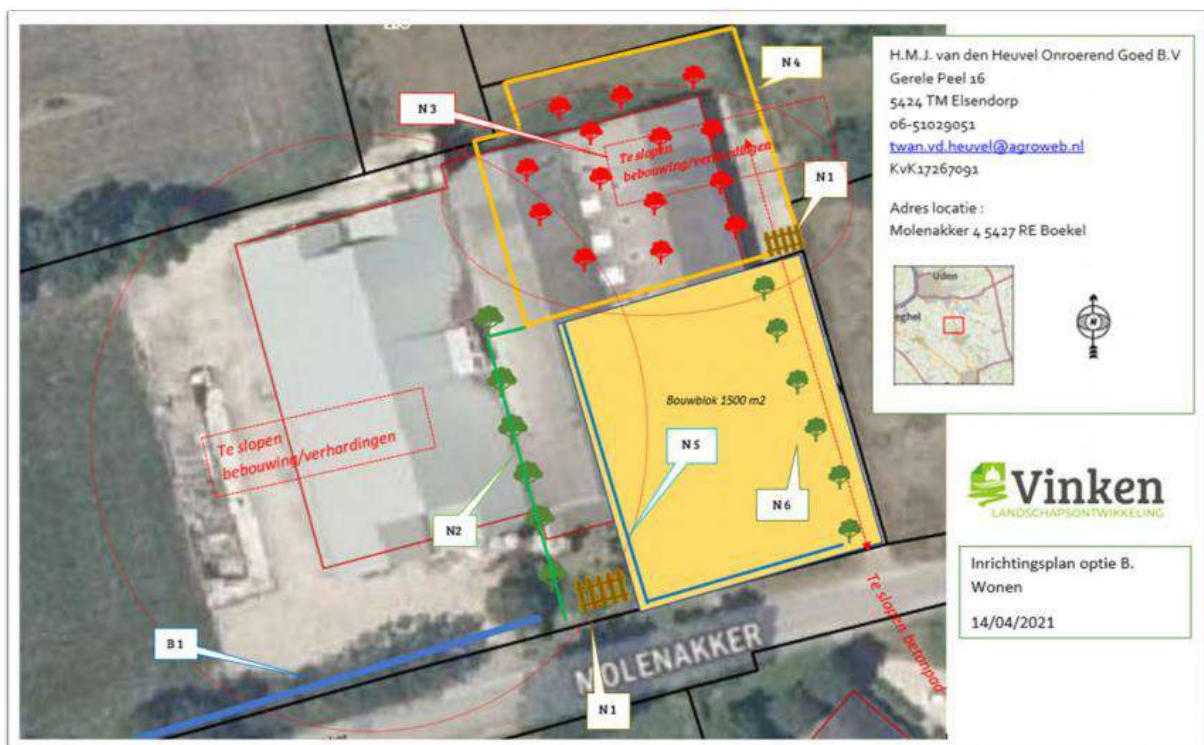 N 4
N 3
Te slopen
bebouwing/verhardingen
N 1
Bouwblok 1500 m2
N 5
N 6
Te slopen
bebouwing/verhardingen
N2
B 1
N 1
MOLENAKKER
Te slopen betonpad
H.M.J. van den Heuvel Onroerend Goed B.V
Gerele Peel 16
5424 TM Elsendorp
06-51029051
twan.vd.heuvel@agroweb.nl
KvK17267091
Adres locatie :
Molenakker 4 5427 RE Boekel
Uden
eghel
N
Vinken
LANDSCHAPSONTWIKKELING
Inrichtingsplan optie B.
Wonen
14/04/2021